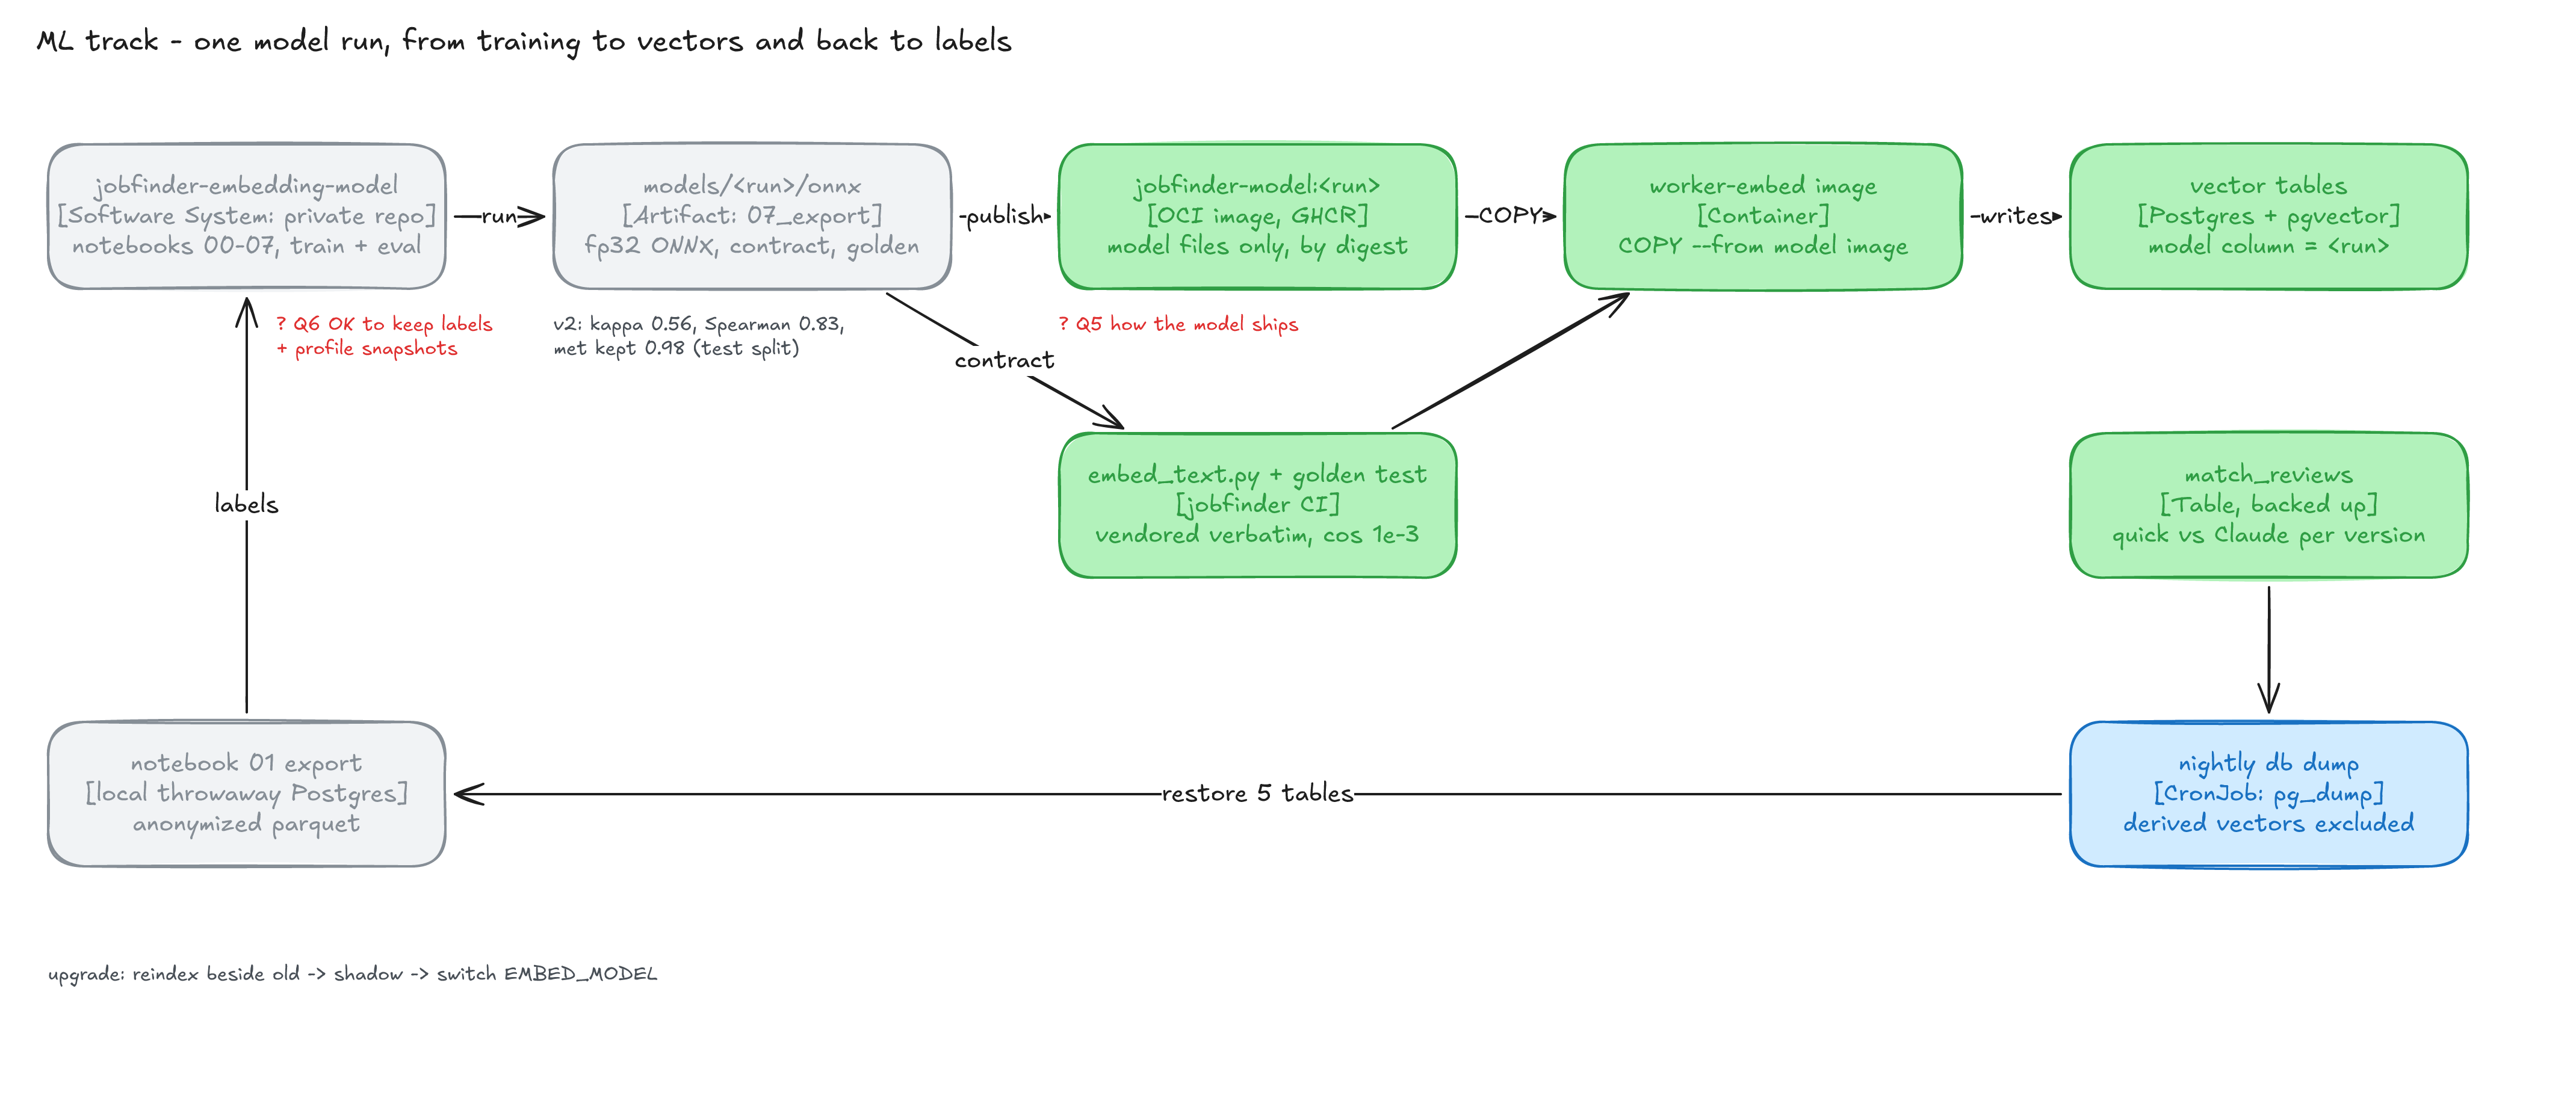 ML track - one model run, from training to vectors and back to labels
jobfinder-embedding-model
[Software System: private repo]
notebooks 00-07, train + eval
run
models/<run>/onnx
[Artifact: 07_export]
fp32 ONNX, contract, golden
publish
jobfinder-model:<run>
[OCI image, GHCR]
model files only, by digest
COPY
worker-embed image
[Container]
COPY --from model image
writes
vector tables
[Postgres + pgvector]
model column = <run>
? Q6 OK to keep labels
+ profile snapshots
v2: kappa 0.56, Spearman 0.83,
met kept 0.98 (test split)
? Q5 how the model ships
contract
embed_text.py + golden test
[jobfinder CI]
vendored verbatim, cos 1e-3
match_reviews
[Table, backed up]
quick vs Claude per version
labels
notebook 01 export
[local throwaway Postgres]
anonymized parquet
restore 5 tables
nightly db dump
[CronJob: pg_dump]
derived vectors excluded
upgrade: reindex beside old -> shadow -> switch EMBED_MODEL